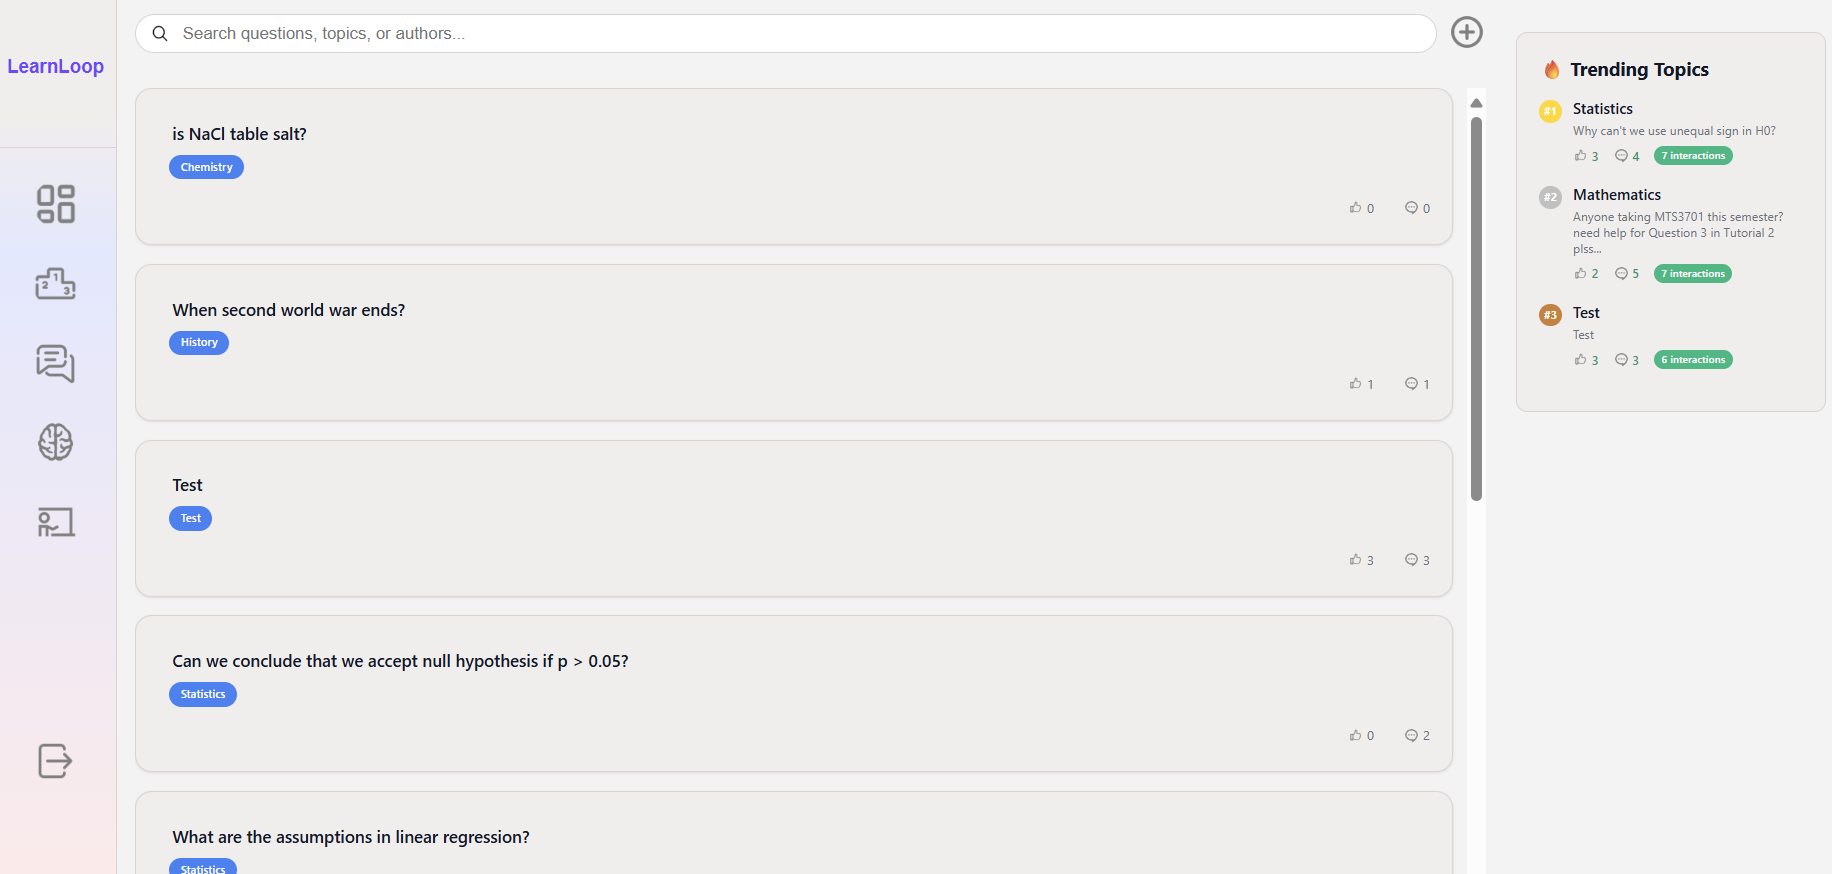 LearnLoop
Search questions, topics, or authors...
is NaCl table salt?
Chemistry
0 0
When second world war ends?
History
1 1
Test
Test
3 3
Can we conclude that we accept null hypothesis if p > 0.05?
Statistics
0 2
What are the assumptions in linear regression?
Statistics
Trending Topics
#1 Statistics
Why can't we use unequal sign in H0?
3 4 7 interactions
#2 Mathematics
Anyone taking MTS3701 this semester?
need help for Question 3 in Tutorial 2
plss...
2 5 7 interactions
#3 Test
Test
3 3 6 interactions
1
2
3